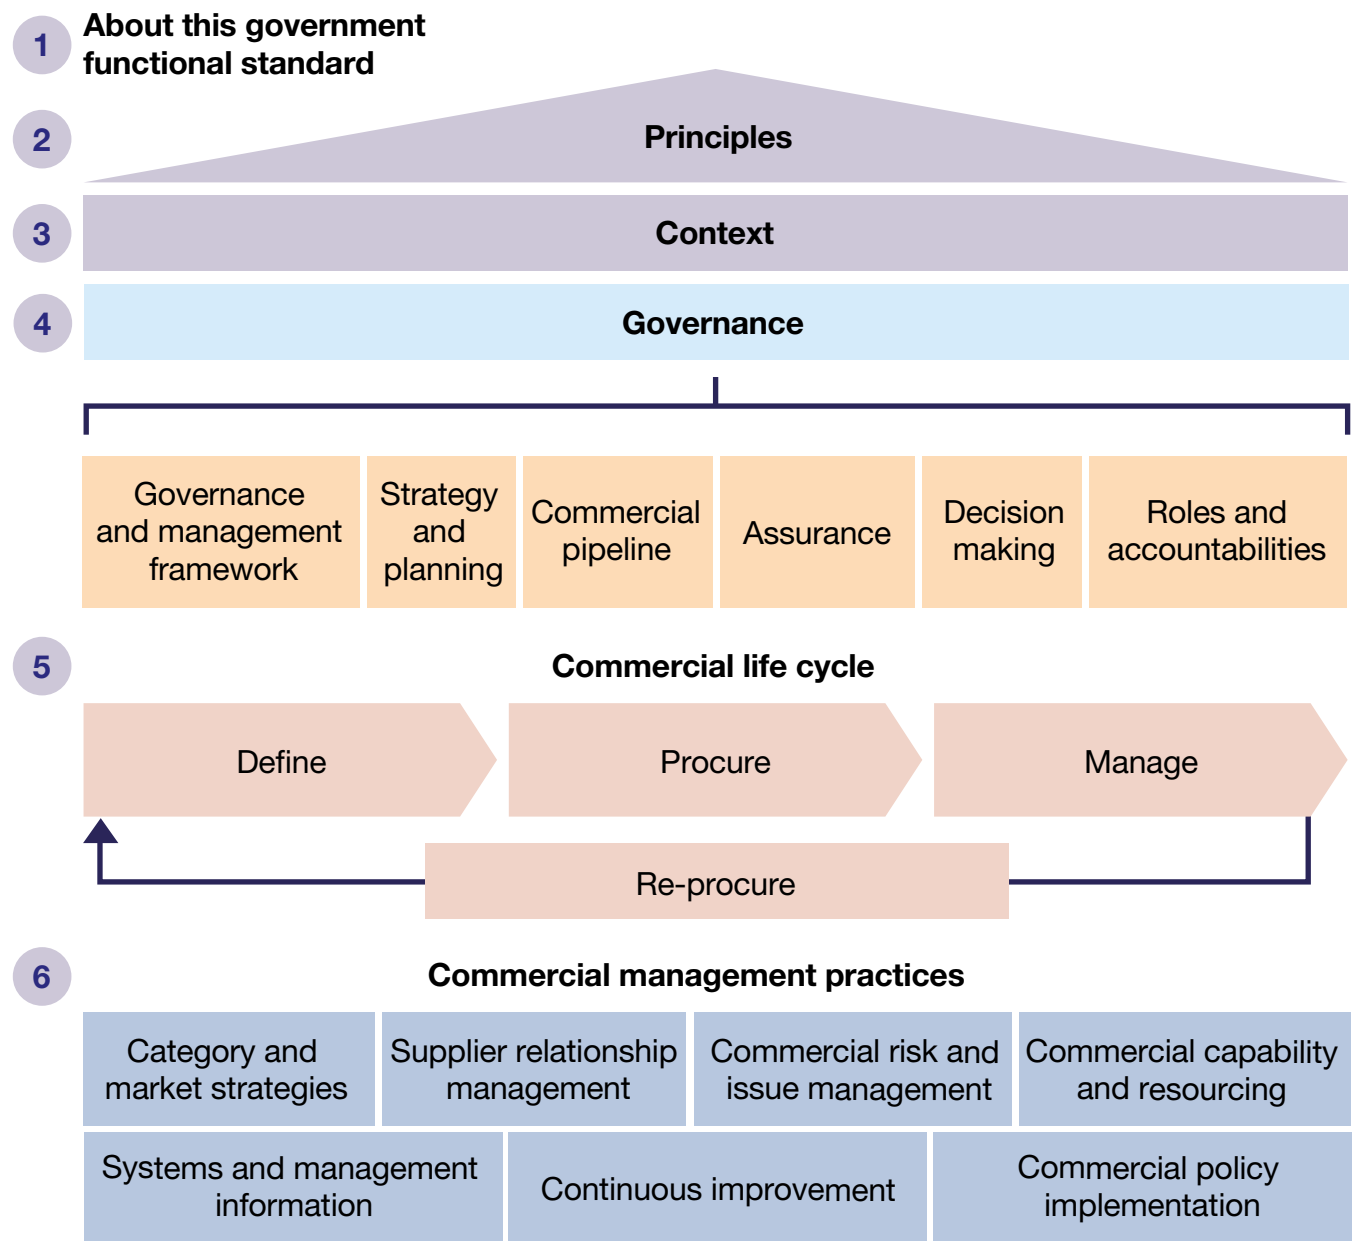 1
About this government
functional standard
2
Principles
3
Context
4
Governance
Governance
and management
framework
Strategy
and
planning
Commercial
pipeline
Assurance
Decision
making
Roles and
accountabilities
5
Commercial life cycle
Define
Procure
Manage
Re-procure
6
Commercial management practices
Category and
market strategies
Supplier relationship
management
Commercial risk and
issue management
Commercial capability
and resourcing
Systems and management
information
Continuous improvement
Commercial policy
implementation